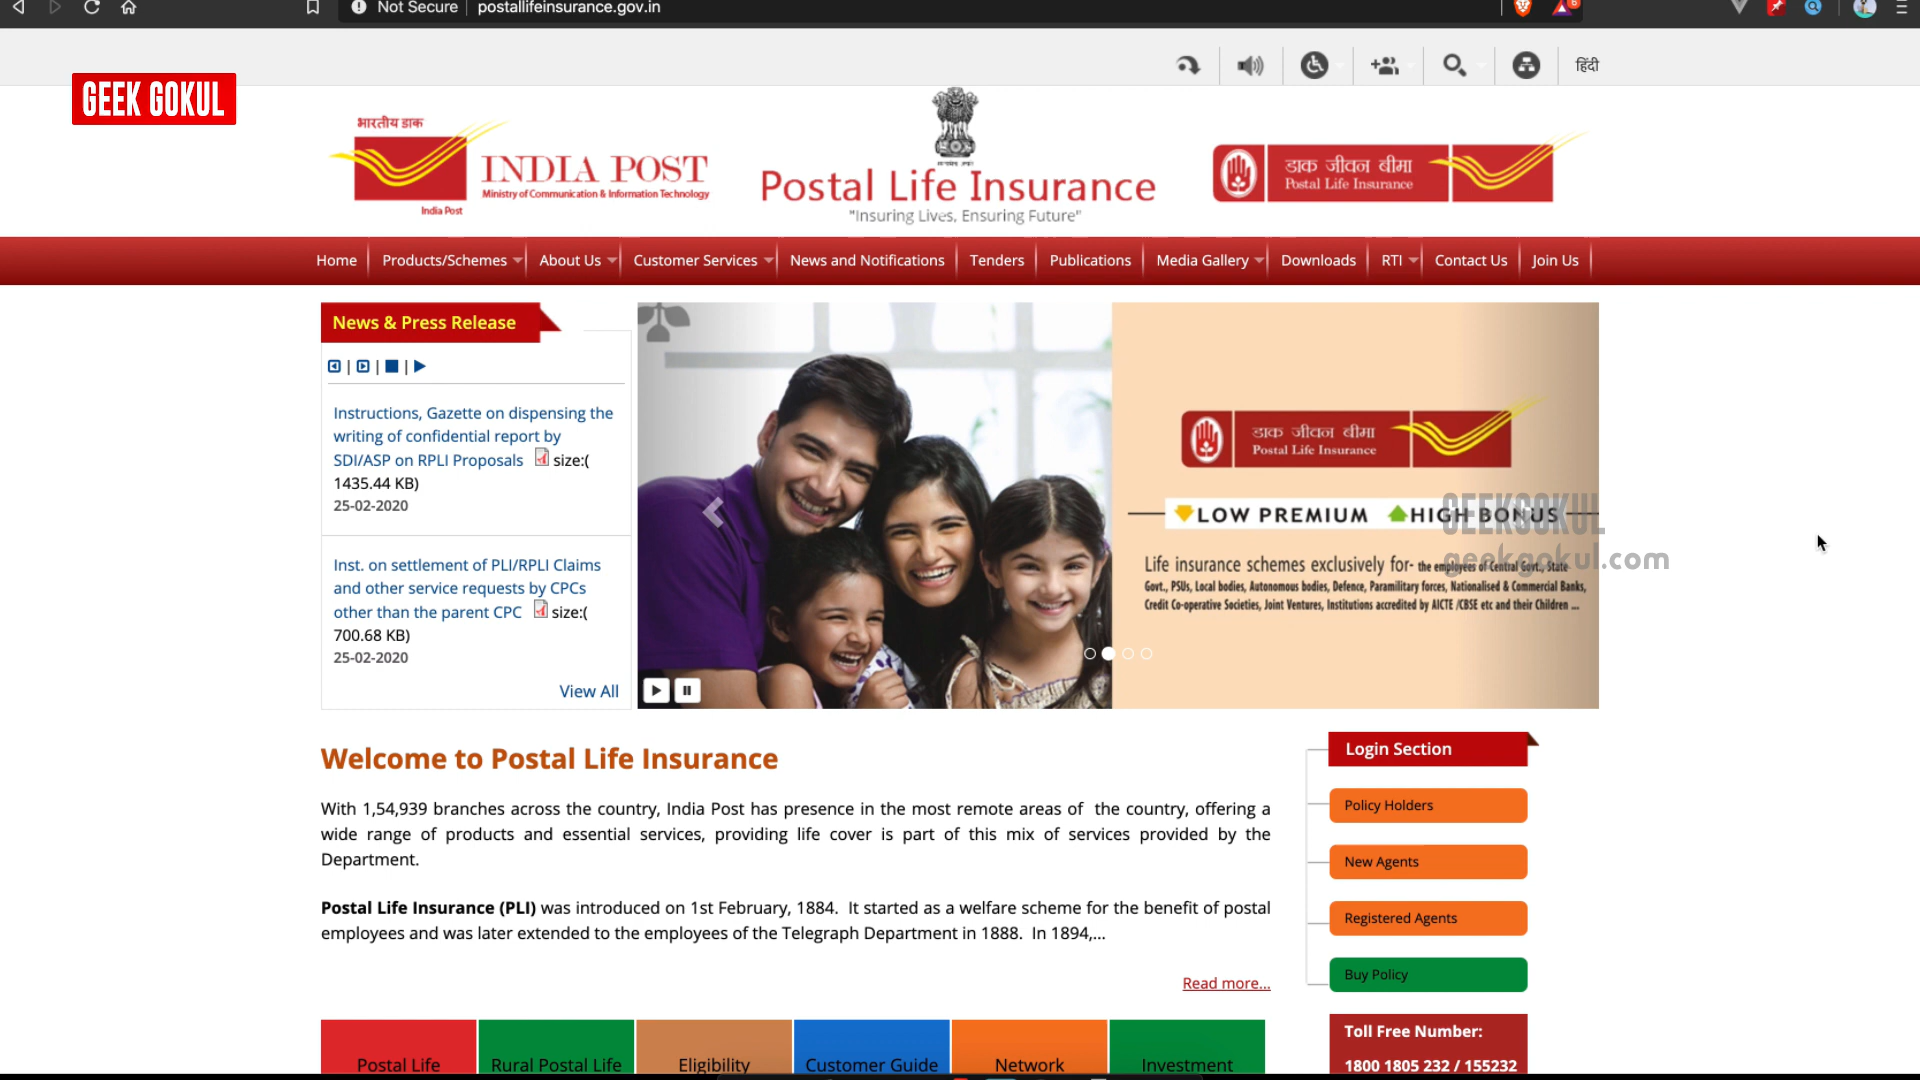 Not Secure
postallifeinsurance.gov.in
6
हिंदी
GEEK GOKUL
भारतीय डाक
INDIA POST
Ministry of Communication & Information Technology
India Post
Postal Life Insurance
"Insuring Lives, Ensuring Future"
डाक जीवन बीमा
Postal Life Insurance
Home
Products/Schemes
About Us
Customer Services
News and Notifications
Tenders
Publications
Media Gallery
Downloads
RTI
Contact Us
Join Us
News & Press Release
Instructions, Gazette on dispensing the
writing of confidential report by
SDI/ASP on RPLI Proposals size:(
1435.44 KB)
25-02-2020
Inst. on settlement of PLI/RPLI Claims
and other service requests by CPCs
other than the parent CPC size:(
700.68 KB)
25-02-2020
View All
डाक जीवन बीमा
Postal Life Insurance
LOW PREMIUM HIGH BONUS
GEEKGOKUL
geekgokul.com
Life insurance schemes exclusively for- the employees of Central Govt., State
Govt., PSUs, Local bodies, Autonomous bodies, Defence, Paramilitary forces, Nationalised & Commercial Banks,
Credit Co-operative Societies, Joint Ventures, Institutions accredited by AICTE /CBSE etc and their Children ...
Welcome to Postal Life Insurance
With 1,54,939 branches across the country, India Post has presence in the most remote areas of the country, offering a
wide range of products and essential services, providing life cover is part of this mix of services provided by the
Department.
Postal Life Insurance (PLI) was introduced on 1st February, 1884. It started as a welfare scheme for the benefit of postal
employees and was later extended to the employees of the Telegraph Department in 1888. In 1894,...
Read more...
Login Section
Policy Holders
New Agents
Registered Agents
Buy Policy
Toll Free Number:
1800 1805 232 / 155232
Postal Life
Rural Postal Life
Eligibility
Customer Guide
Network
Investment